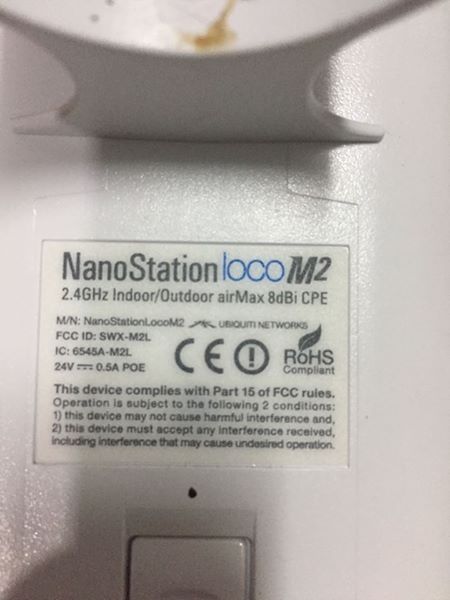 NanoStation loco M2
2.4GHz Indoor/Outdoor airMax 8dBi CPE
M/N: NanoStationLocoM2 UBIQUITI NETWORKS
FCC ID: SWX-M2L
IC: 6545A-M2L
24V ⎓ 0.5A POE
CE
RoHS
Compliant
This device complies with Part 15 of FCC rules.
Operation is subject to the following 2 conditions:
1) this device may not cause harmful interference and,
2) this device must accept any interference received,
including interference that may cause undesired operation.